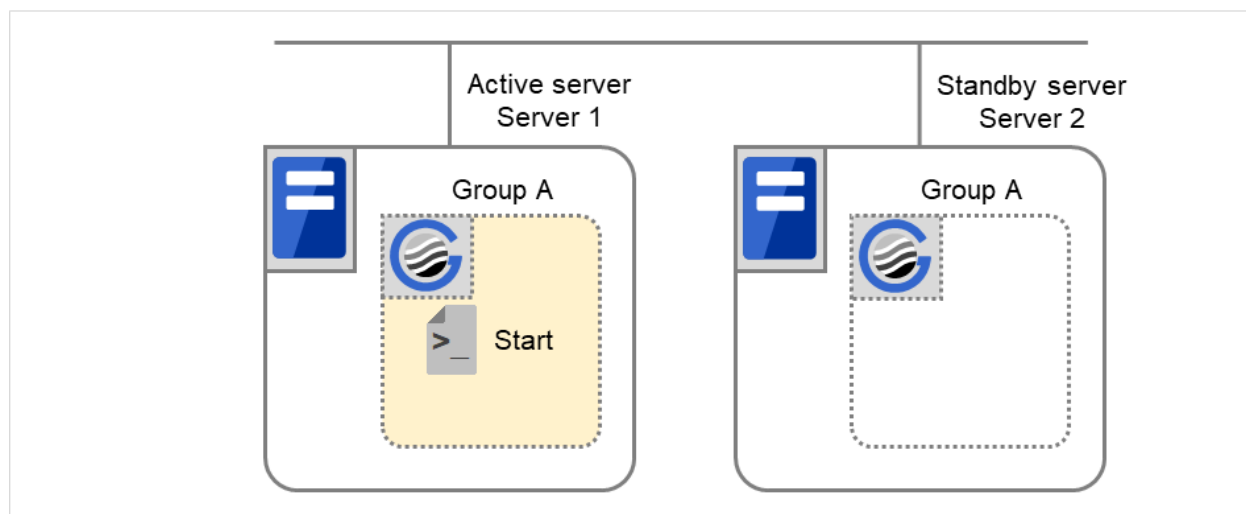 Active server
Server 1
Standby server
Server 2
Group A
Group A
>_
Start